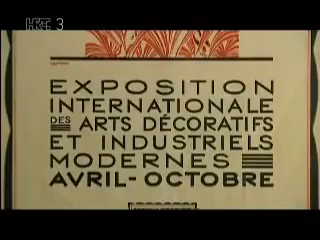 HRT 3
EXPOSITION
INTERNATIONALE
DES ARTS DÉCORATIFS
ET INDUSTRIELS
MODERNES
AVRIL-OCTOBRE